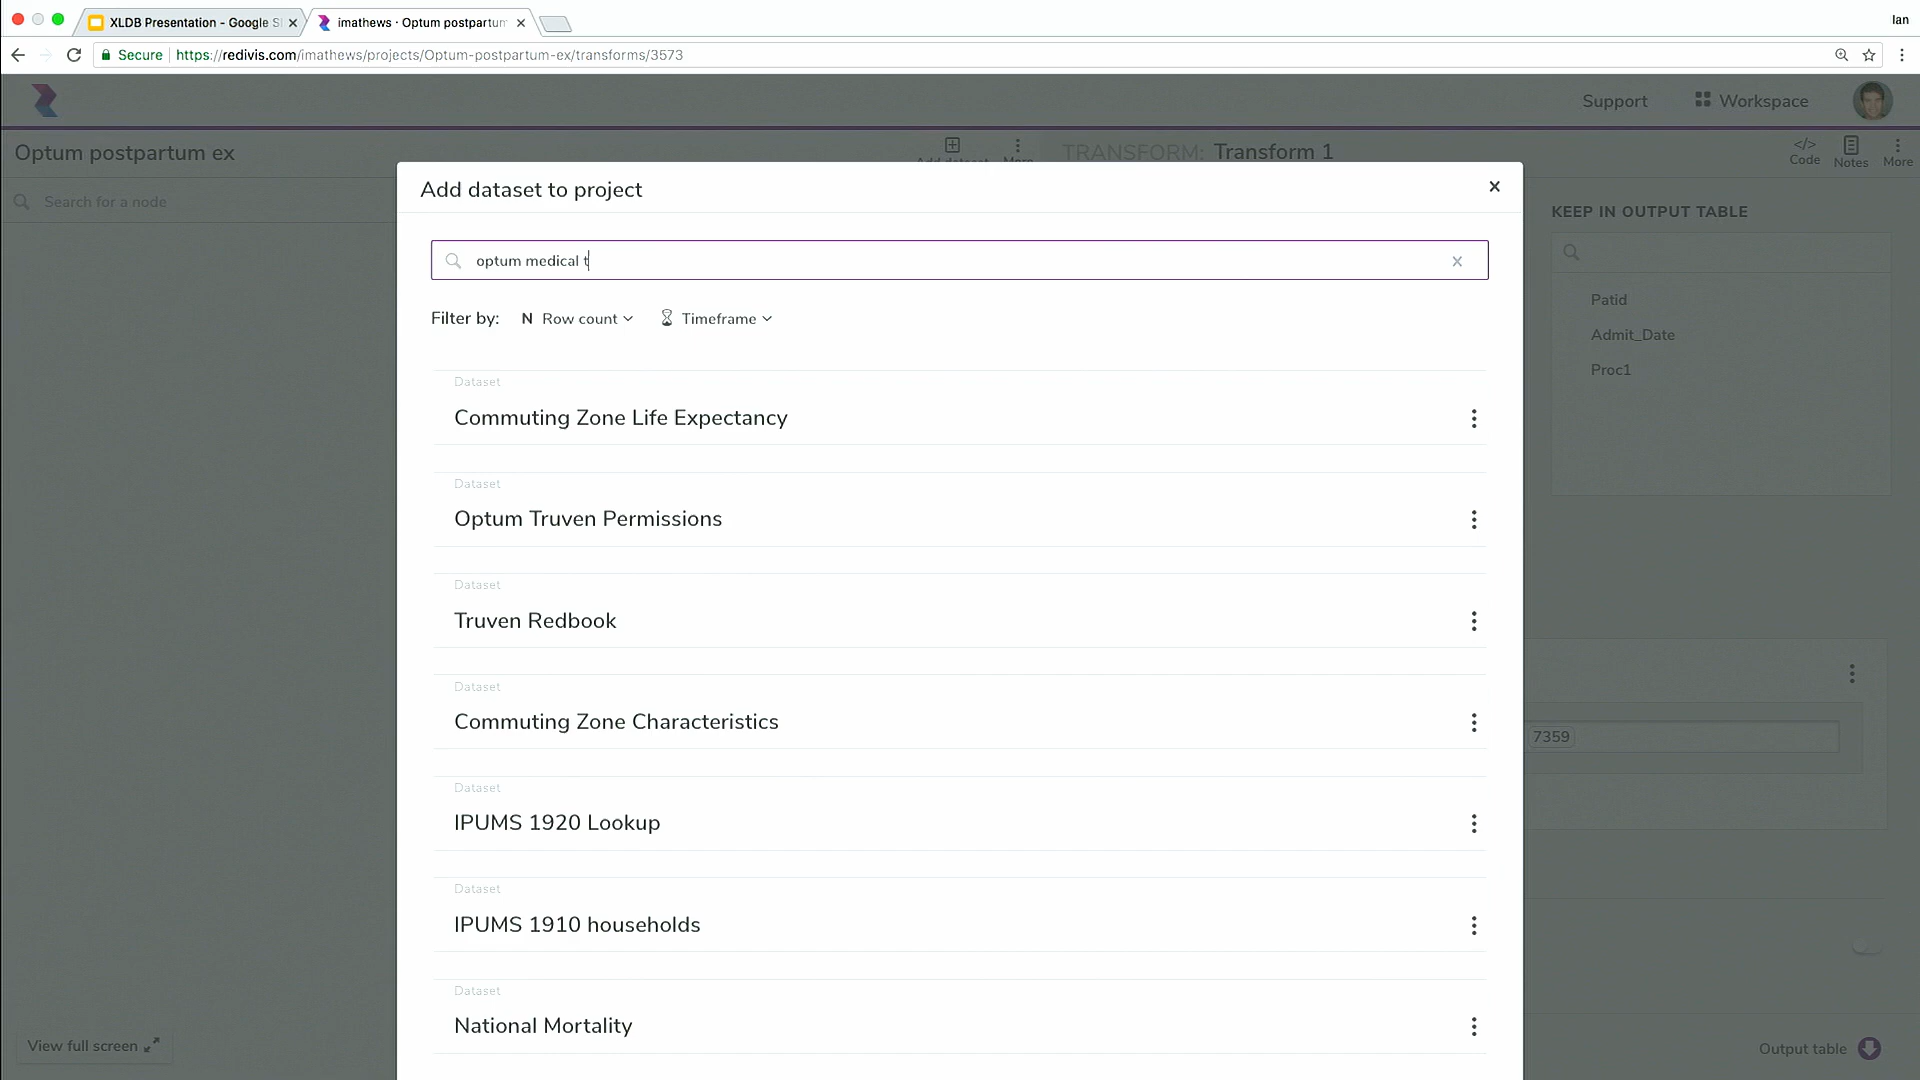 XLDB Presentation - Google Sl
imathews · Optum postpartum
Ian
Secure
https://redivis.com/imathews/projects/Optum-postpartum-ex/transforms/3573
Support
Workspace
Optum postpartum ex
Add dataset
More
TRANSFORM: Transform 1
Code
Notes
More
Search for a node
Add dataset to project
KEEP IN OUTPUT TABLE
optum medical t
Filter by:
N Row count
Timeframe
Patid
Admit_Date
Proc1
Dataset
Commuting Zone Life Expectancy
Dataset
Optum Truven Permissions
Dataset
Truven Redbook
Dataset
Commuting Zone Characteristics
7359
Dataset
IPUMS 1920 Lookup
Dataset
IPUMS 1910 households
Dataset
National Mortality
View full screen
Output table